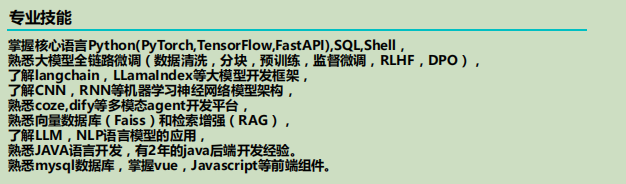 专业技能
掌握核心语言Python(PyTorch,TensorFlow,FastAPI),SQL,Shell，
熟悉大模型全链路微调（数据清洗，分块，预训练，监督微调，RLHF，DPO），
了解langchain，LLamaIndex等大模型开发框架，
了解CNN，RNN等机器学习神经网络模型架构，
熟悉coze,dify等多模态agent开发平台，
熟悉向量数据库（Faiss）和检索增强（RAG），
了解LLM，NLP语言模型的应用，
熟悉JAVA语言开发，有2年的java后端开发经验。
熟悉mysql数据库，掌握vue，Javascript等前端组件。